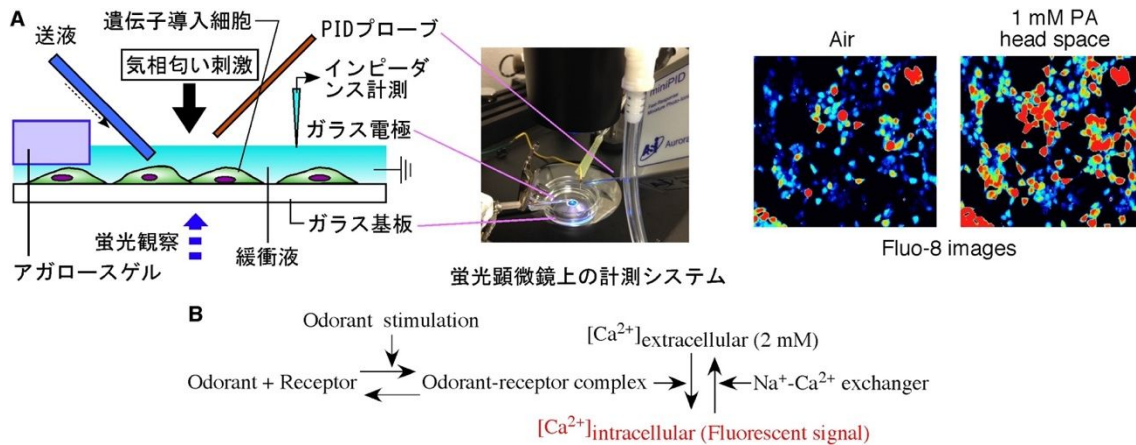 A
送液
遺伝子導入細胞
PIDプローブ
気相匂い刺激
インピーダ
ンス計測
ガラス電極
ガラス基板
蛍光観察
緩衝液
アガロースゲル
miniPID
Aurora
蛍光顕微鏡上の計測システム
Air
1 mM PA
head space
Fluo-8 images
B
Odorant stimulation
Odorant + Receptor
Odorant-receptor complex
[Ca²⁺]extracellular (2 mM)
Na⁺-Ca²⁺ exchanger
[Ca²⁺]intracellular (Fluorescent signal)